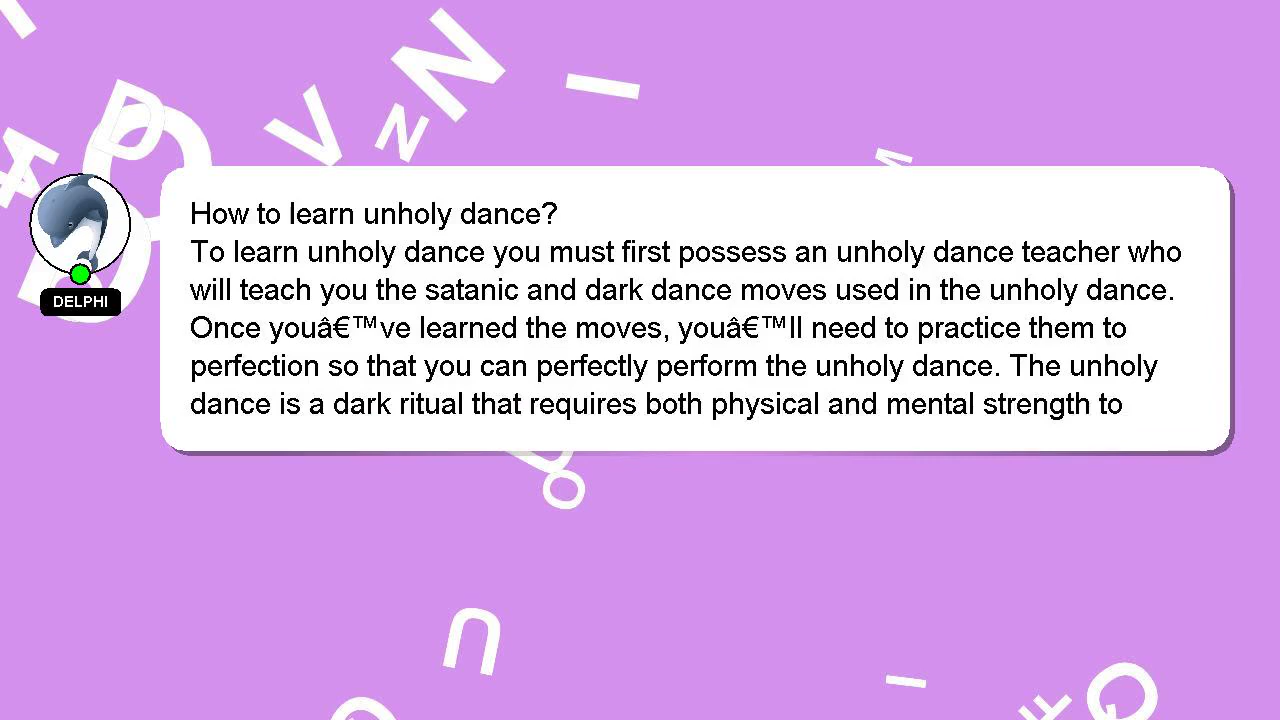 How to learn unholy dance?
To learn unholy dance you must first possess an unholy dance teacher who
will teach you the satanic and dark dance moves used in the unholy dance.
Once youâ€™ve learned the moves, youâ€™ll need to practice them to
perfection so that you can perfectly perform the unholy dance. The unholy
dance is a dark ritual that requires both physical and mental strength to
DELPHI